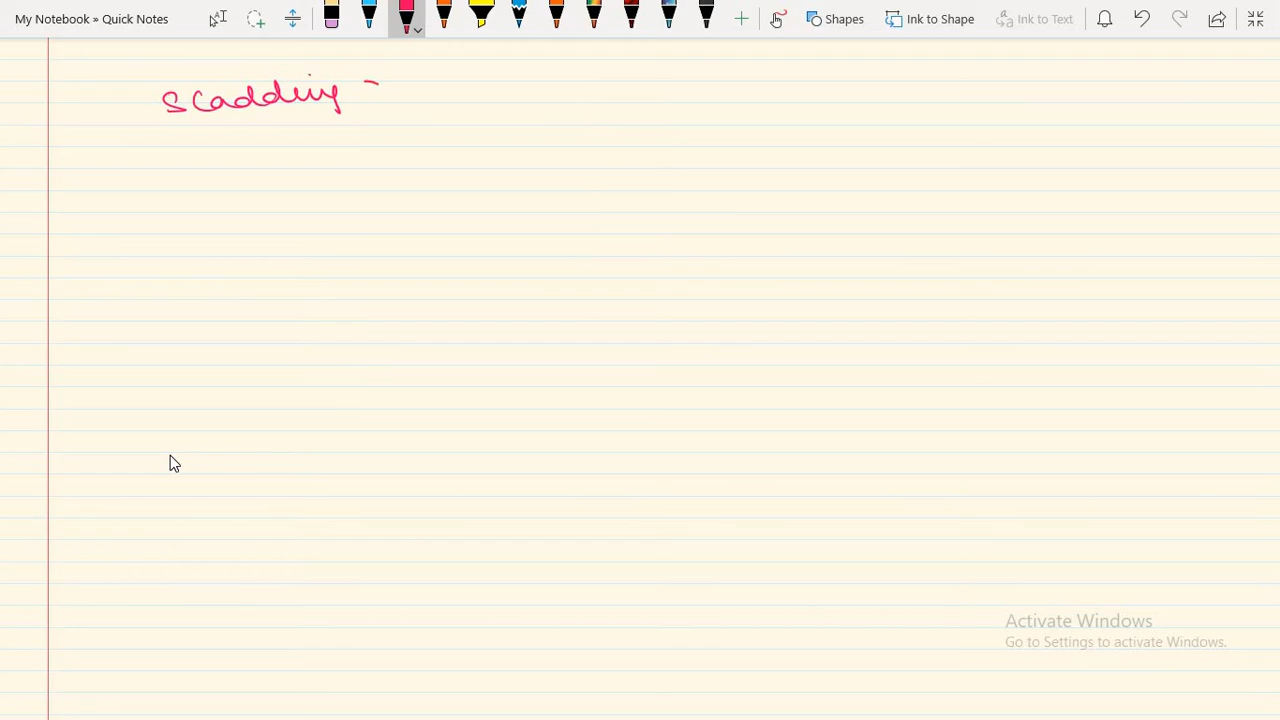 My Notebook » Quick Notes
Shapes
Ink to Shape
Ink to Text
Scadding -
Activate Windows
Go to Settings to activate Windows.